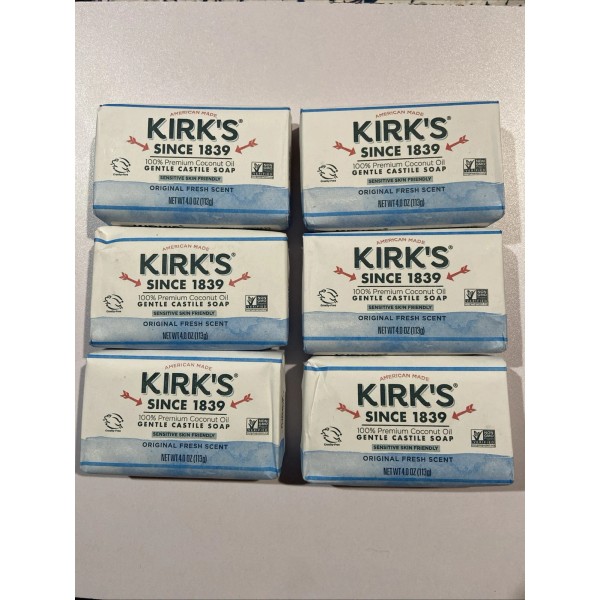 AMERICAN MADE
KIRK'S®
SINCE 1839
100% Premium Coconut Oil
GENTLE CASTILE SOAP
SENSITIVE SKIN FRIENDLY
ORIGINAL FRESH SCENT
NET WT 4.0 OZ (113g)
AMERICAN MADE
KIRK'S®
SINCE 1839
100% Premium Coconut Oil
GENTLE CASTILE SOAP
SENSITIVE SKIN FRIENDLY
ORIGINAL FRESH SCENT
NET WT 4.0 OZ (113g)
AMERICAN MADE
KIRK'S®
SINCE 1839
100% Premium Coconut Oil
GENTLE CASTILE SOAP
SENSITIVE SKIN FRIENDLY
ORIGINAL FRESH SCENT
NET WT 4.0 OZ (113g)
AMERICAN MADE
KIRK'S®
SINCE 1839
100% Premium Coconut Oil
GENTLE CASTILE SOAP
SENSITIVE SKIN FRIENDLY
ORIGINAL FRESH SCENT
NET WT 4.0 OZ (113g)
AMERICAN MADE
KIRK'S®
SINCE 1839
100% Premium Coconut Oil
GENTLE CASTILE SOAP
SENSITIVE SKIN FRIENDLY
ORIGINAL FRESH SCENT
NET WT 4.0 OZ (113g)
AMERICAN MADE
KIRK'S®
SINCE 1839
100% Premium Coconut Oil
GENTLE CASTILE SOAP
SENSITIVE SKIN FRIENDLY
ORIGINAL FRESH SCENT
NET WT 4.0 OZ (113g)